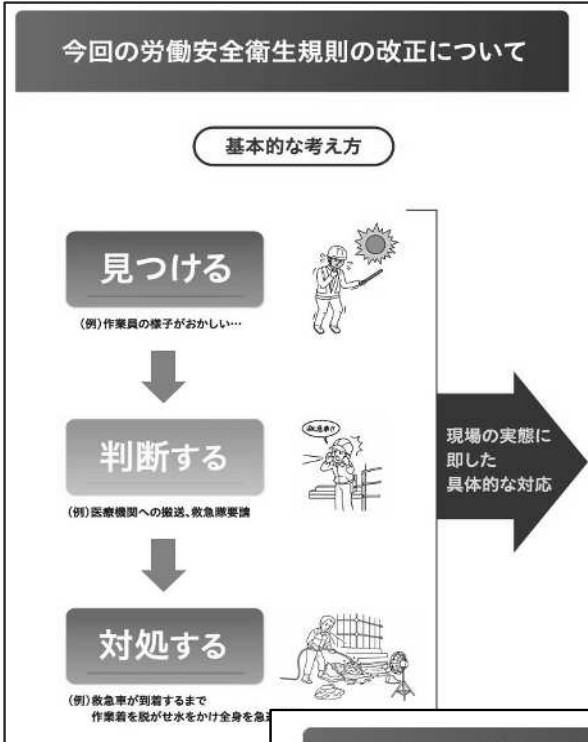 今回の労働安全衛生規則の改正について
基本的な考え方
見つける
(例)作業員の様子がおかしい…
判断する
(例)医療機関への搬送、救急隊要請
対処する
(例)救急車が到着するまで
作業着を脱がせ水をかけ全身を急
現場の実態に
即した
具体的な対応